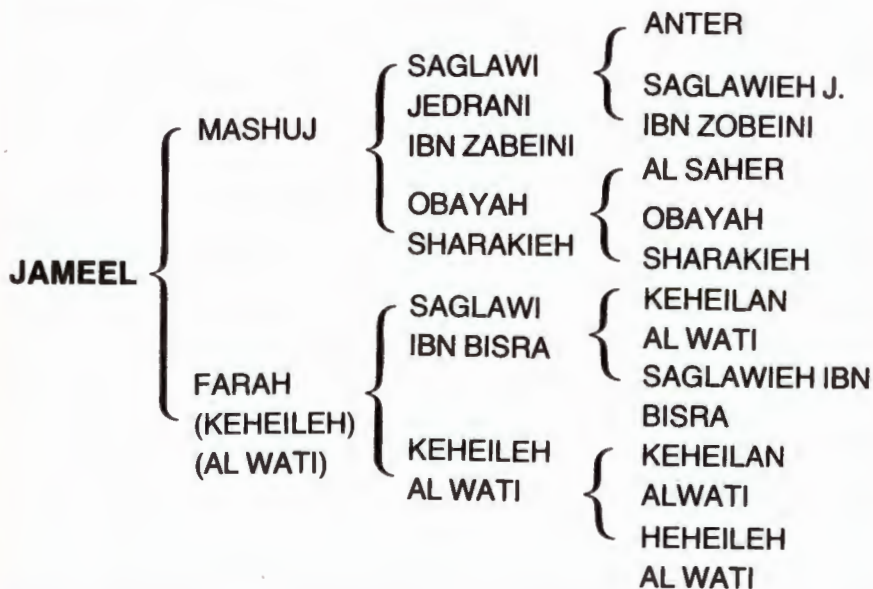 JAMEEL
MASHUJ
SAGLAWI
JEDRANI
IBN ZABEINI
ANTER
SAGLAWIEH J.
IBN ZOBEINI
OBAYAH
SHARAKIEH
AL SAHER
OBAYAH
SHARAKIEH
FARAH
(KEHEILEH)
(AL WATI)
SAGLAWI
IBN BISRA
KEHEILAN
AL WATI
SAGLAWIEH IBN
BISRA
KEHEILEH
AL WATI
KEHEILAN
ALWATI
HEHEILEH
AL WATI